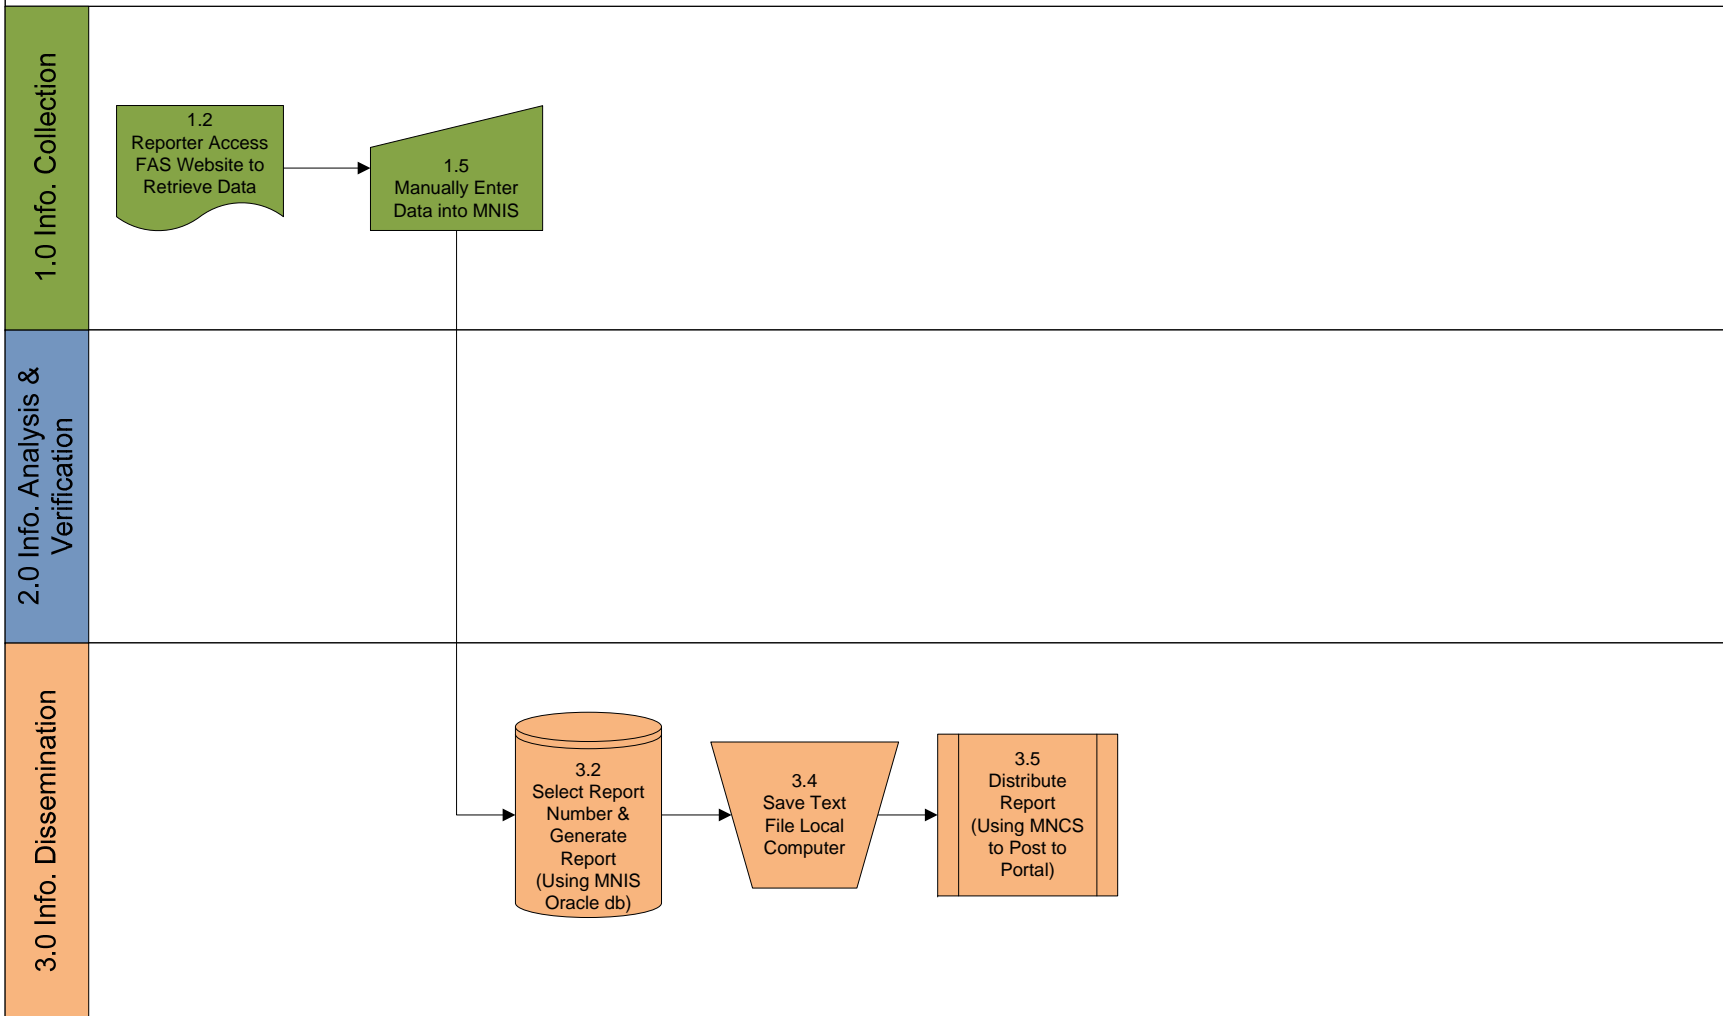 1.0 Info. Collection
1.2
Reporter Access
FAS Website to
Retrieve Data
1.5
Manually Enter
Data into MNIS
2.0 Info. Analysis &
Verification
3.0 Info. Dissemination
3.2
Select Report
Number &
Generate
Report
(Using MNIS
Oracle db)
3.4
Save Text
File Local
Computer
3.5
Distribute
Report
(Using MNCS
to Post to
Portal)